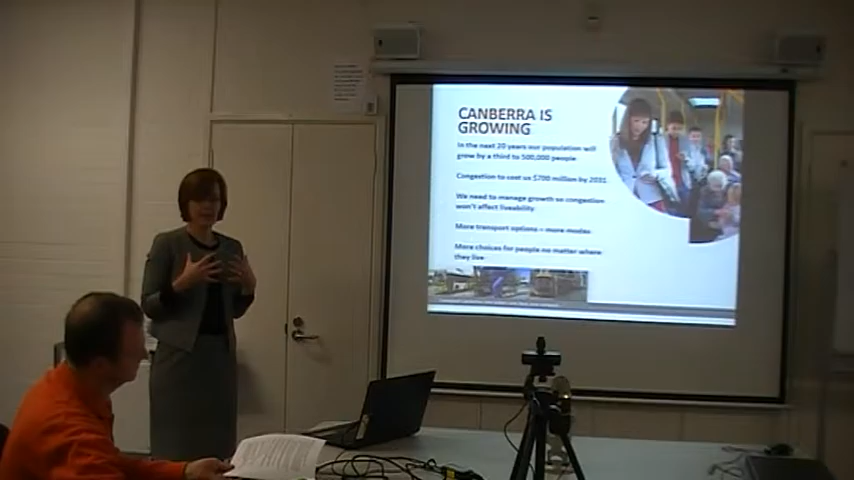 CANBERRA IS
GROWING
In the next 20 years our population will
grow by a third to 500,000 people.
Congestion to cost us $700 million by 2031.
We need to manage growth so congestion
won't affect liveability.
More transport options = more modes
More choices for people no matter where
they live